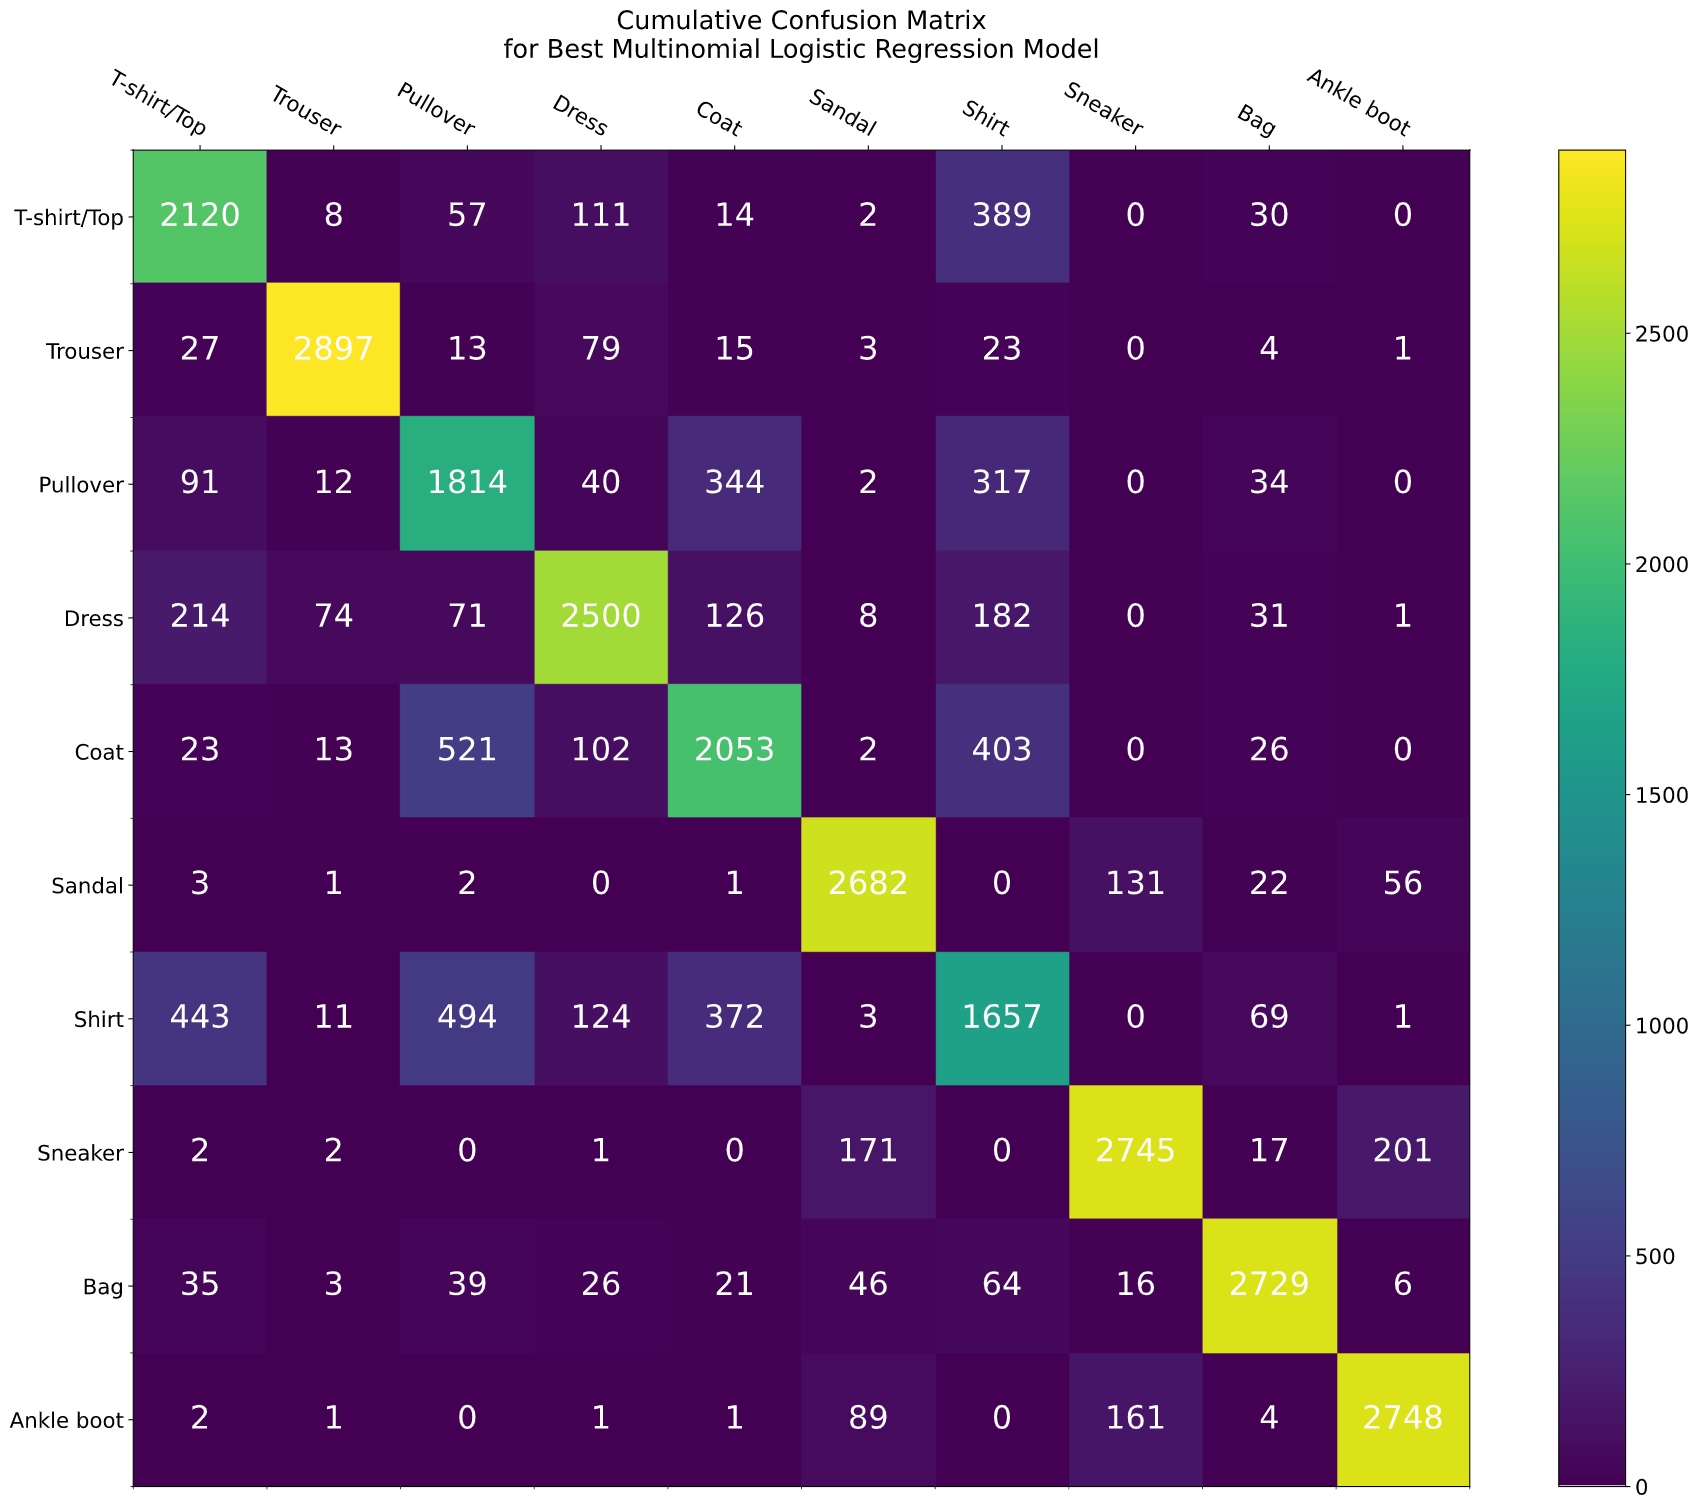 Cumulative Confusion Matrix
for Best Multinomial Logistic Regression Model
T-shirt/Top Trouser Pullover Dress Coat Sandal Shirt Sneaker Bag Ankle boot
T-shirt/Top 2120 8 57 111 14 2 389 0 30 0
Trouser 27 2897 13 79 15 3 23 0 4 1
2500
Pullover 91 12 1814 40 344 2 317 0 34 0
2000
Dress 214 74 71 2500 126 8 182 0 31 1
Coat 23 13 521 102 2053 2 403 0 26 0
1500
Sandal 3 1 2 0 1 2682 0 131 22 56
Shirt 443 11 494 124 372 3 1657 0 69 1
1000
Sneaker 2 2 0 1 0 171 0 2745 17 201
500
Bag 35 3 39 26 21 46 64 16 2729 6
Ankle boot 2 1 0 1 1 89 0 161 4 2748
0